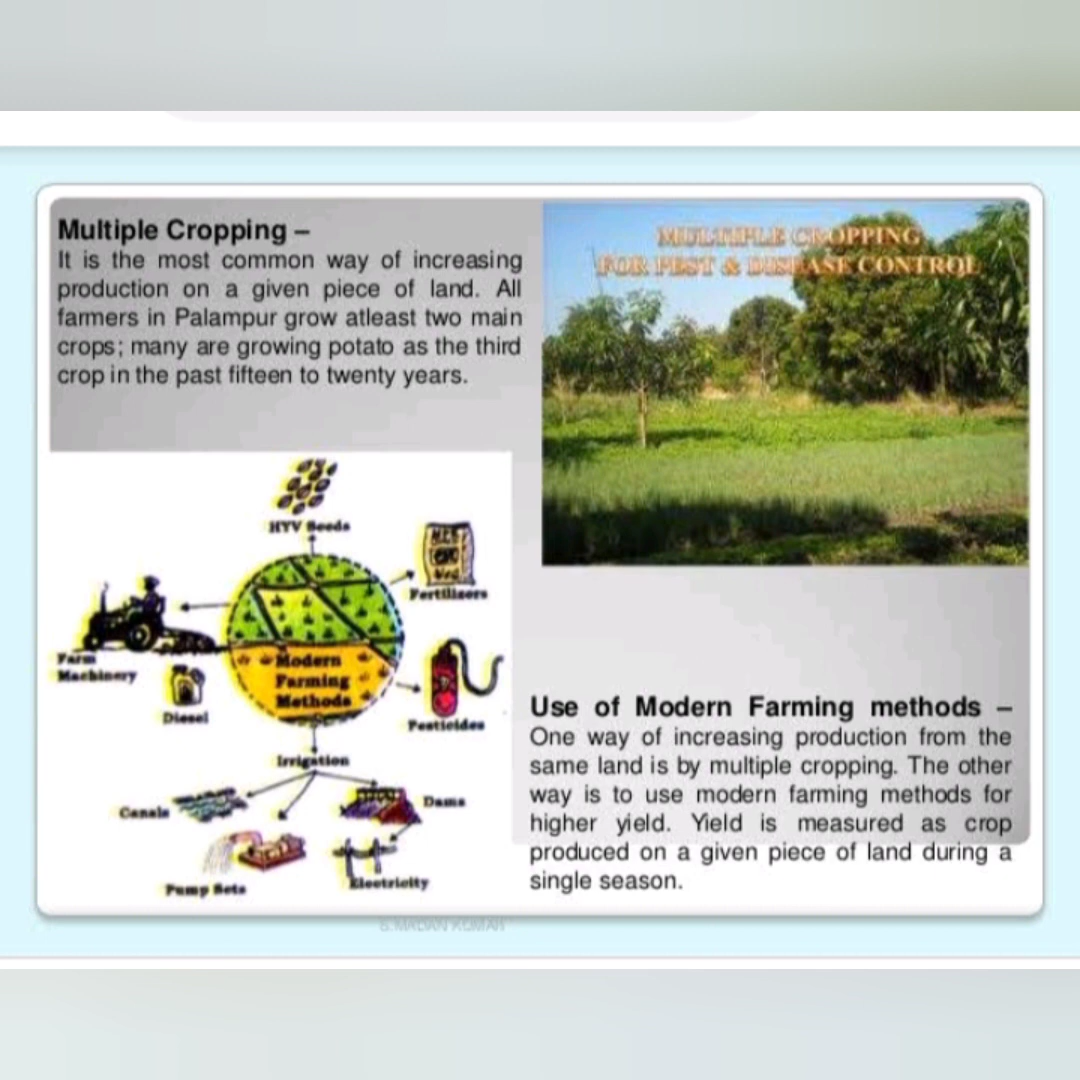 Multiple Cropping –
It is the most common way of increasing
production on a given piece of land. All
farmers in Palampur grow atleast two main
crops; many are growing potato as the third
crop in the past fifteen to twenty years.
MULTIPLE CROPPING
FOR PEST & DISEASE CONTROL
HYV Seeds
Fertilisers
Farm
Machinery
Diesel
Modern
Farming
Methods
Pesticides
Irrigation
Canals
Dams
Pump Sets
Electricity
Use of Modern Farming methods –
One way of increasing production from the
same land is by multiple cropping. The other
way is to use modern farming methods for
higher yield. Yield is measured as crop
produced on a given piece of land during a
single season.
S.MADAN KUMAR